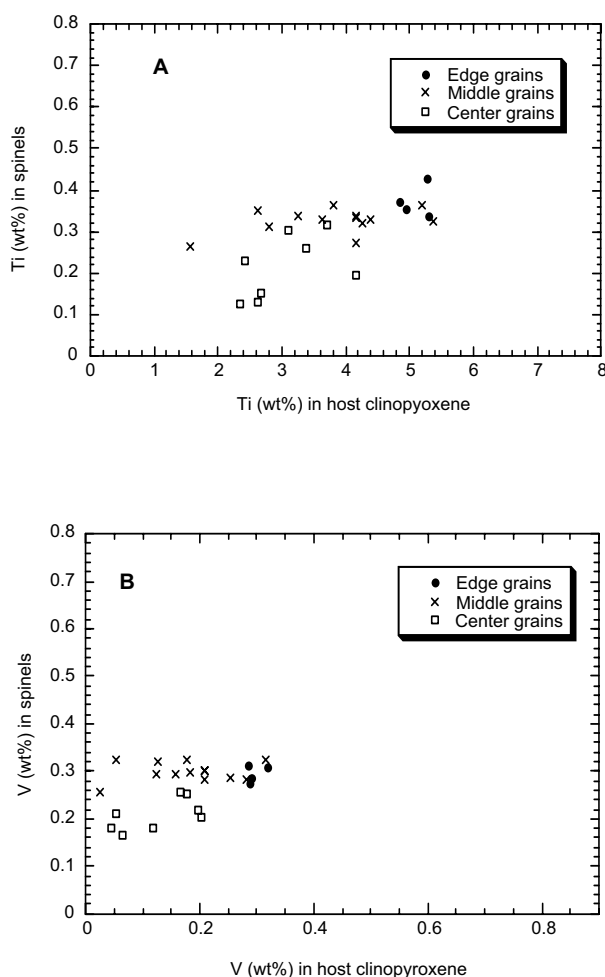 0.8
A
Edge grains
0.7
Middle grains
Center grains
0.6
0.5
Ti (wt%) in spinels
0.4
0.3
0.2
0.1
0
0 1 2 3 4 5 6 7 8
Ti (wt%) in host clinopyoxene
0.8
B
Edge grains
0.7
Middle grains
Center grains
0.6
0.5
V (wt%) in spinels
0.4
0.3
0.2
0.1
0
0 0.2 0.4 0.6 0.8
V (wt%) in host clinopyroxene